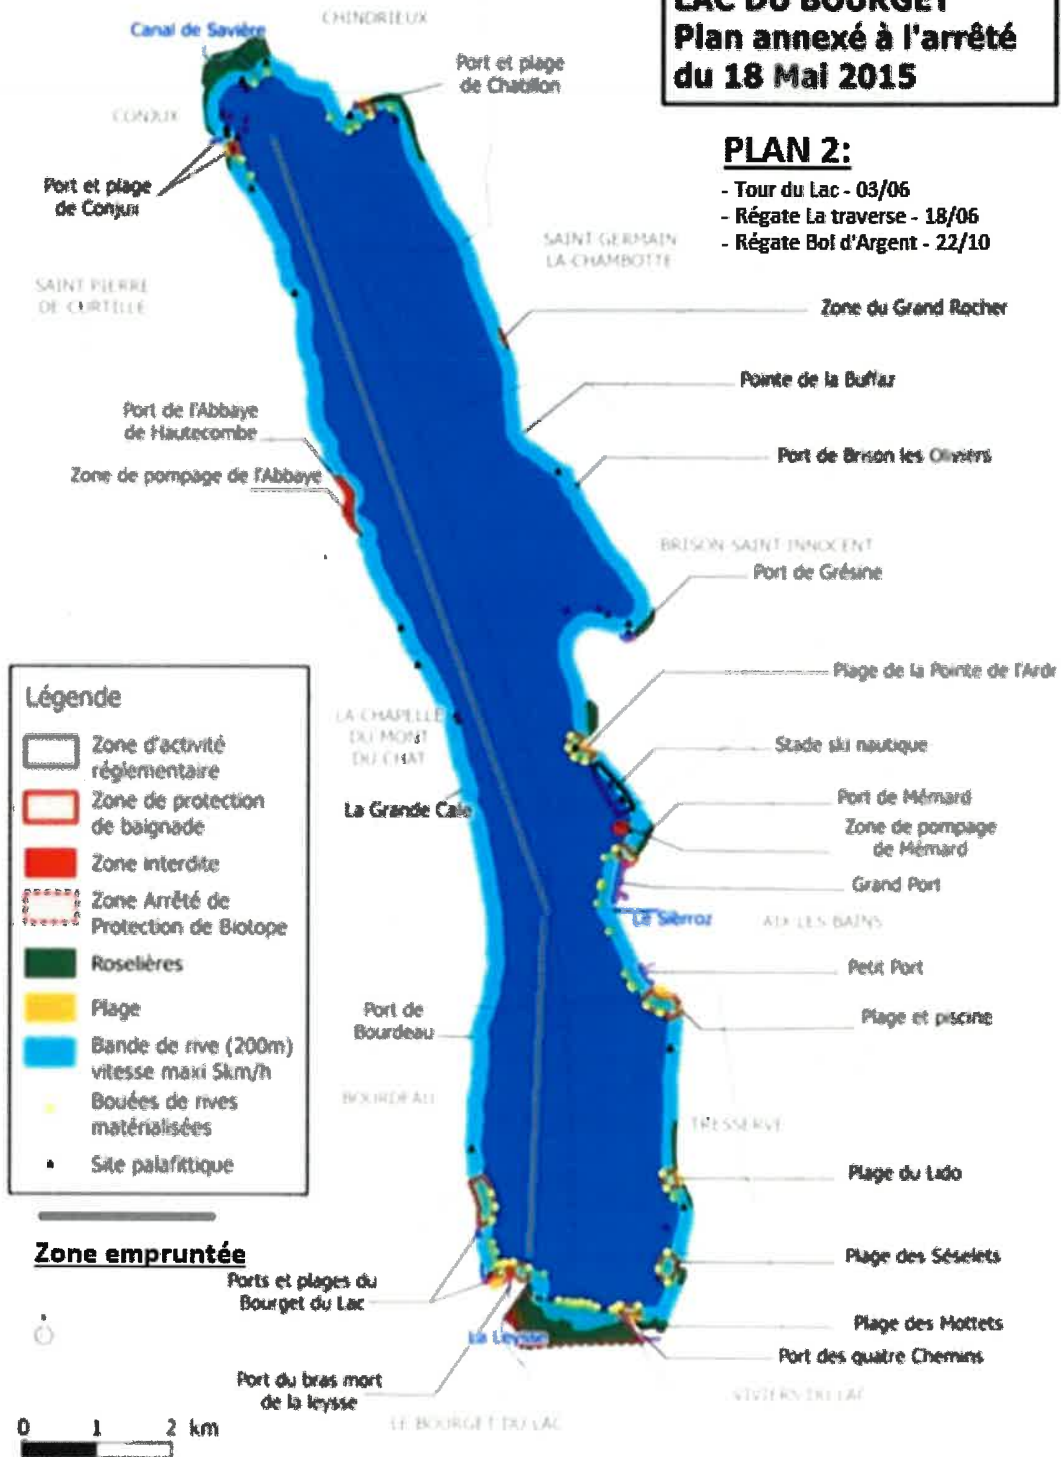 LAC DU BOURGET
Plan annexé à l'arrêté
du 18 Mai 2015
PLAN 2:
- Tour du Lac - 03/06
- Régate La traverse - 18/06
- Régate Bol d'Argent - 22/10
CHINDRIEUX
Canal de Savière
Port et plage
de Chatillon
CONJUX
Port et plage
de Conjux
SAINT GERMAIN
LA CHAMBOTTE
SAINT PIERRE
DE CURTILLE
Zone du Grand Rocher
Pointe de la Buffaz
Port de l'Abbaye
de Hautecombe
Port de Brison les Oliviers
Zone de pompage de l'Abbaye
BRISON SAINT INNOCENT
Port de Grésine
Plage de la Pointe de l'Ardr
LA CHAPELLE
DU MONT
DU CHAT
Stade ski nautique
La Grande Cale
Port de Mémard
Zone de pompage
de Mémard
Grand Port
Le Sierroz
AIX LES BAINS
Petit Port
Port de
Bourdeau
Plage et piscine
BOURDEAU
TRESSERVE
Plage du Lido
Plage des Séselets
Ports et plages du
Bourget du Lac
Plage des Mottets
La Leysse
Port des quatre Chemins
Port du bras mort
de la leysse
VIVIERS DU LAC
LE BOURGET DU LAC
Légende
Zone d'activité
réglementaire
Zone de protection
de baignade
Zone interdite
Zone Arrêté de
Protection de Biotope
Roselières
Plage
Bande de rive (200m)
vitesse maxi 5km/h
Bouées de rives
matérialisées
Site palafittique
Zone empruntée
0 1 2 km